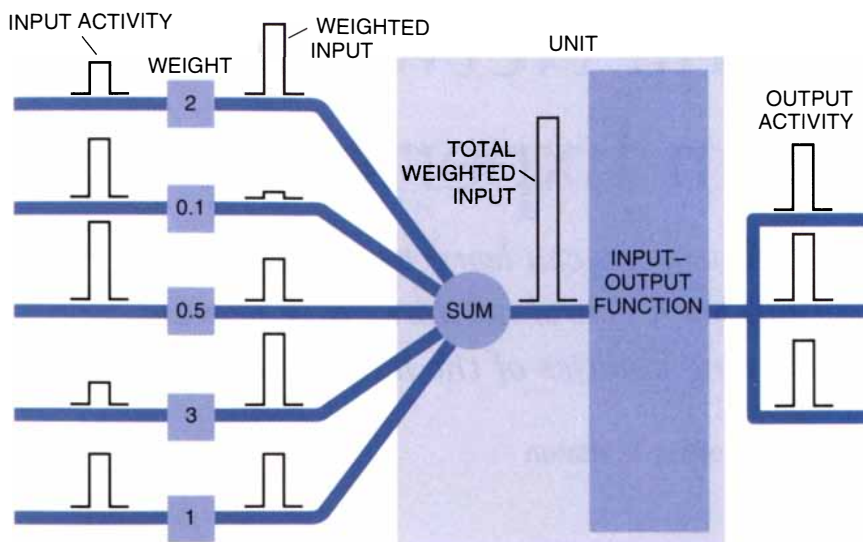 INPUT ACTIVITY
WEIGHT
WEIGHTED
INPUT
UNIT
2
0.1
0.5
3
1
SUM
TOTAL
WEIGHTED
INPUT
INPUT–
OUTPUT
FUNCTION
OUTPUT
ACTIVITY